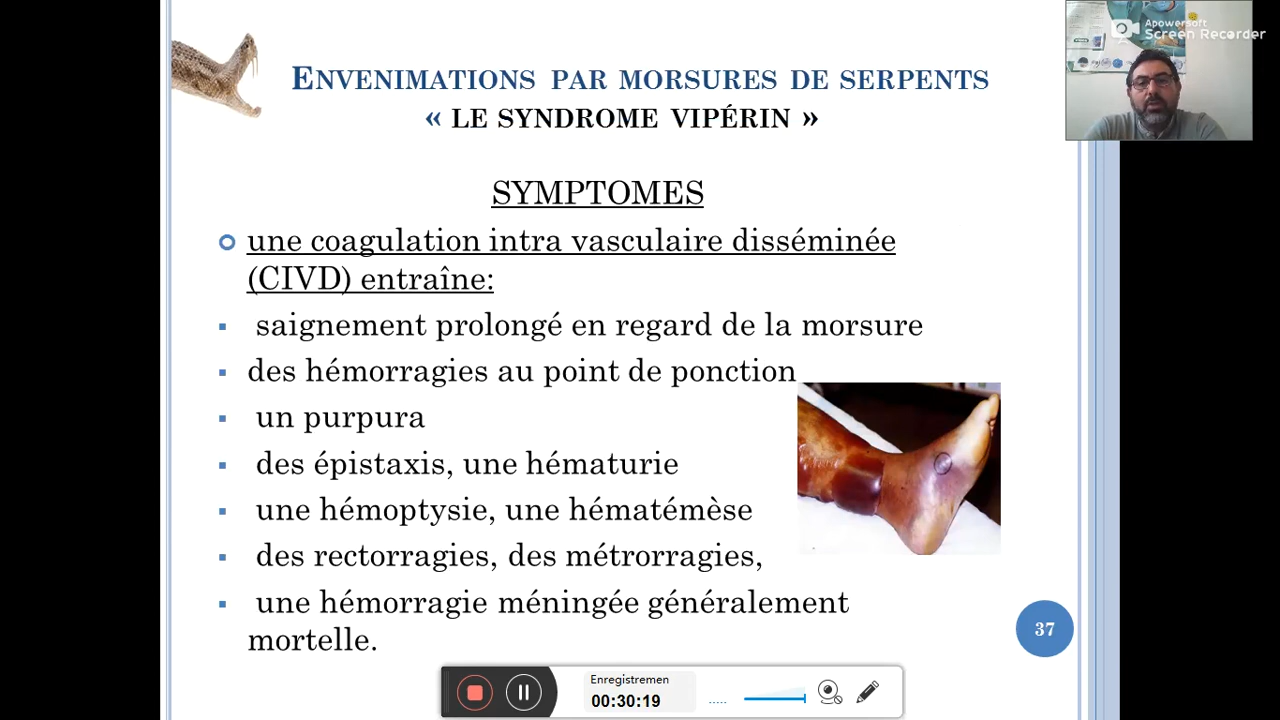 Apowersoft
Screen Recorder
ENVENIMATIONS PAR MORSURES DE SERPENTS
« LE SYNDROME VIPÉRIN »
SYMPTOMES
une coagulation intra vasculaire disséminée
(CIVD) entraîne:
saignement prolongé en regard de la morsure
des hémorragies au point de ponction
un purpura
des épistaxis, une hématurie
une hémoptysie, une hématémèse
des rectorragies, des métrorragies,
une hémorragie méningée généralement
mortelle.
37
Enregistremen
00:30:19